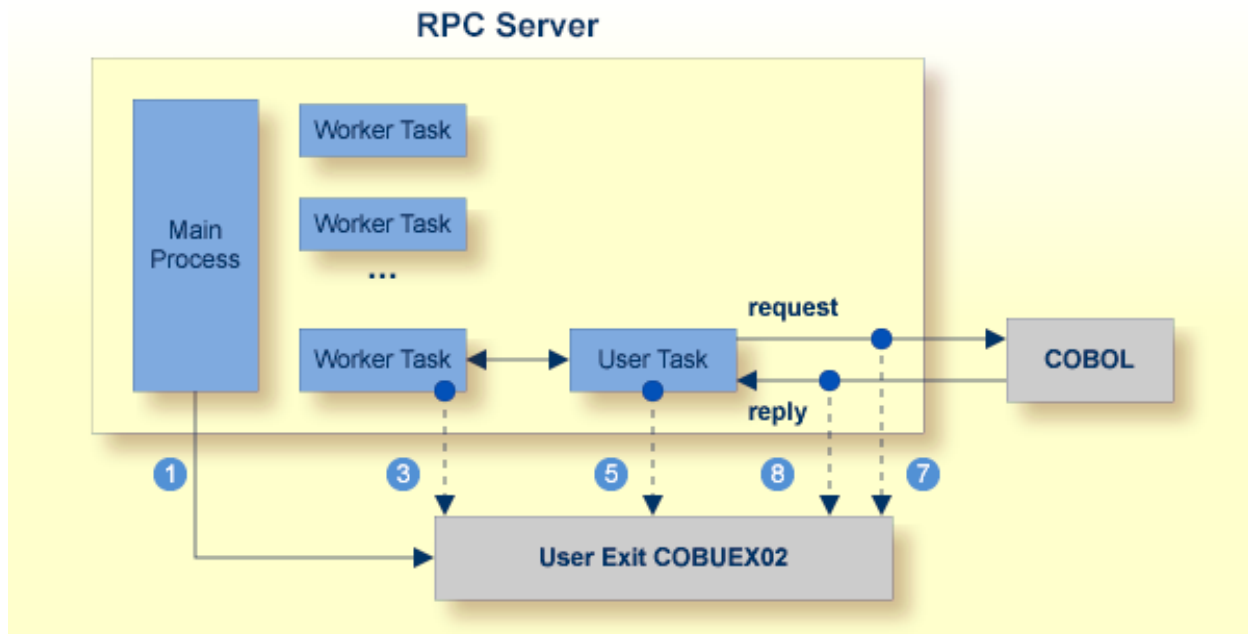 RPC Server
Main
Process
Worker Task
Worker Task
...
Worker Task
User Task
request
reply
COBOL
1
3
5
8
7
User Exit COBUEX02